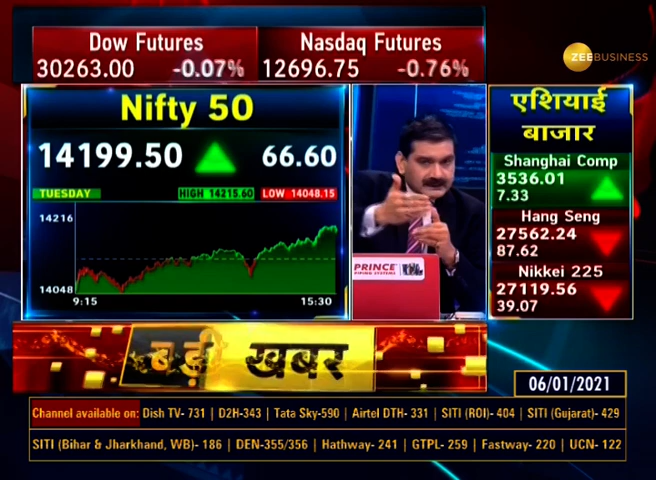 Dow Futures
30263.00 -0.07%
Nasdaq Futures
12696.75 -0.76%
ZEEBUSINESS
Nifty 50
14199.50 66.60
TUESDAY HIGH 14215.60 LOW 14048.15
14216
14048
9:15 15:30
PRINCE
PIPING SYSTEMS
एशियाई
बाजार
Shanghai Comp
3536.01
7.33
Hang Seng
27562.24
87.62
Nikkei 225
27119.56
39.07
बड़ी खबर
06/01/2021
Channel available on: Dish TV- 731 | D2H-343 | Tata Sky-590 | Airtel DTH- 331 | SITI (ROI)- 404 | SITI (Gujarat)- 429
SITI (Bihar & Jharkhand, WB)- 186 | DEN-355/356 | Hathway- 241 | GTPL- 259 | Fastway- 220 | UCN- 122